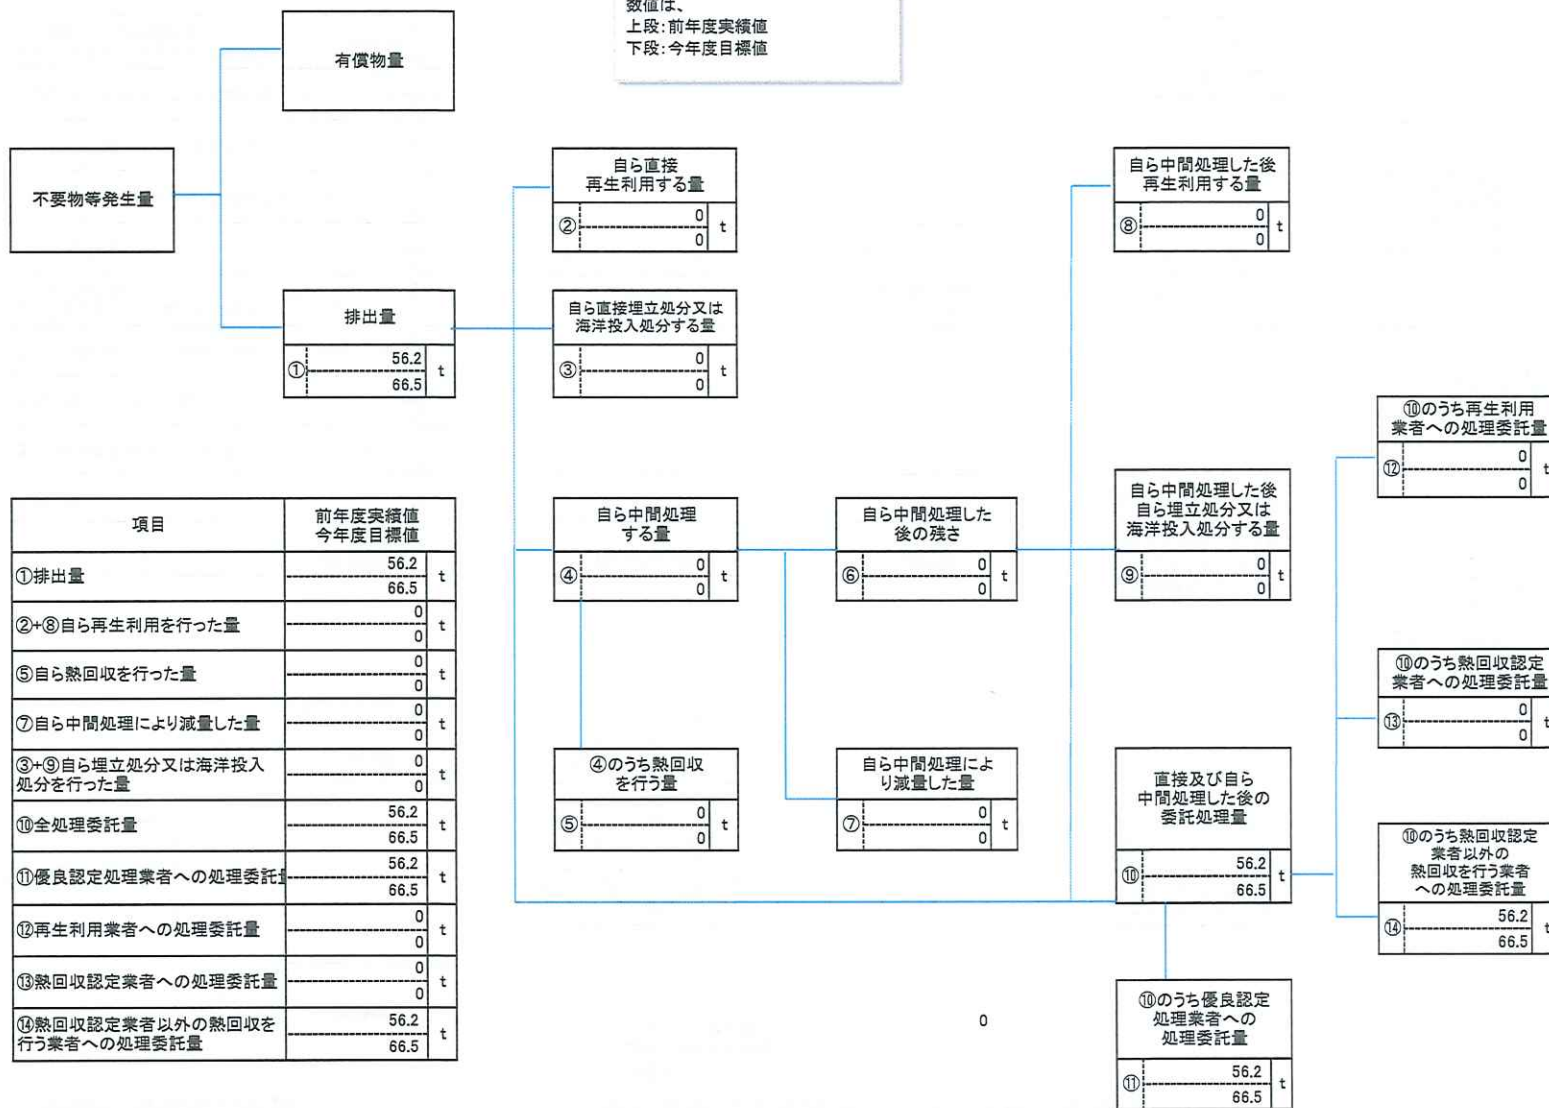 数値は、
上段:前年度実績値
下段:今年度目標値
有償物量
不要物等発生量
排出量
①
56.2
66.5
t
自ら直接
再生利用する量
②
0
0
t
自ら直接埋立処分又は
海洋投入処分する量
③
0
0
t
自ら中間処理した後
再生利用する量
⑧
0
0
t
自ら中間処理
する量
④
0
0
t
自ら中間処理した
後の残さ
⑥
0
0
t
自ら中間処理した後
自ら埋立処分又は
海洋投入処分する量
⑨
0
0
t
⑩のうち再生利用
業者への処理委託量
⑫
0
0
t
⑩のうち熱回収認定
業者への処理委託量
⑬
0
0
t
④のうち熱回収
を行う量
⑤
0
0
t
自ら中間処理によ
り減量した量
⑦
0
0
t
直接及び自ら
中間処理した後の
委託処理量
⑩
56.2
66.5
t
⑩のうち熱回収認定
業者以外の
熱回収を行う業者
への処理委託量
⑭
56.2
66.5
t
⑩のうち優良認定
処理業者への
処理委託量
⑪
56.2
66.5
t
0
項目
前年度実績値
今年度目標値
①排出量
56.2
66.5
t
②+⑧自ら再生利用を行った量
0
0
t
⑤自ら熱回収を行った量
0
0
t
⑦自ら中間処理により減量した量
0
0
t
③+⑨自ら埋立処分又は海洋投入
処分を行った量
0
0
t
⑩全処理委託量
56.2
66.5
t
⑪優良認定処理業者への処理委託
56.2
66.5
t
⑫再生利用業者への処理委託量
0
0
t
⑬熱回収認定業者への処理委託量
0
0
t
⑭熱回収認定業者以外の熱回収を
行う業者への処理委託量
56.2
66.5
t